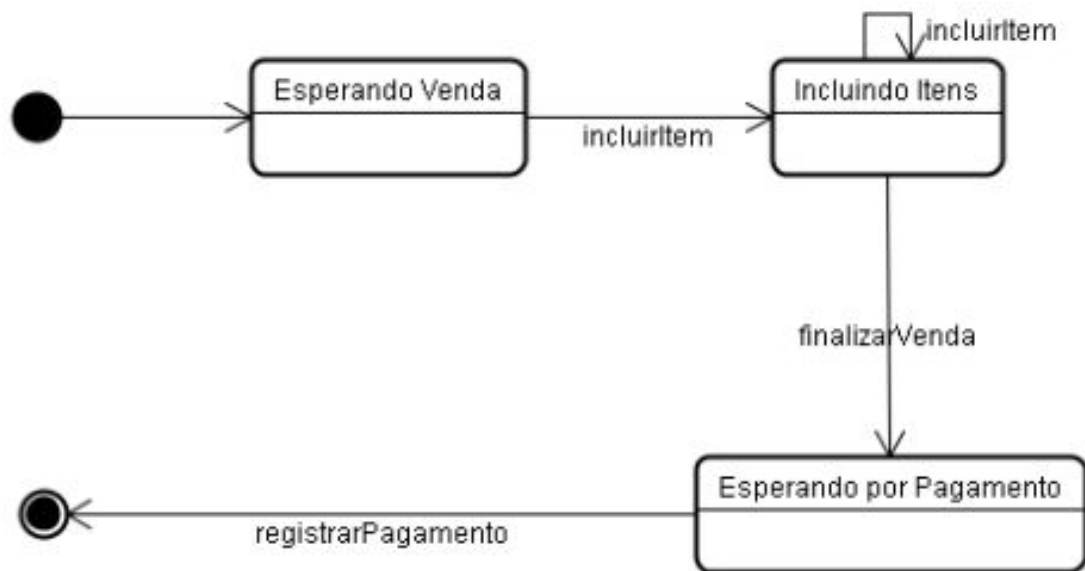 incluirItem
Esperando Venda
Incluindo Itens
incluirItem
finalizarVenda
Esperando por Pagamento
registrarPagamento